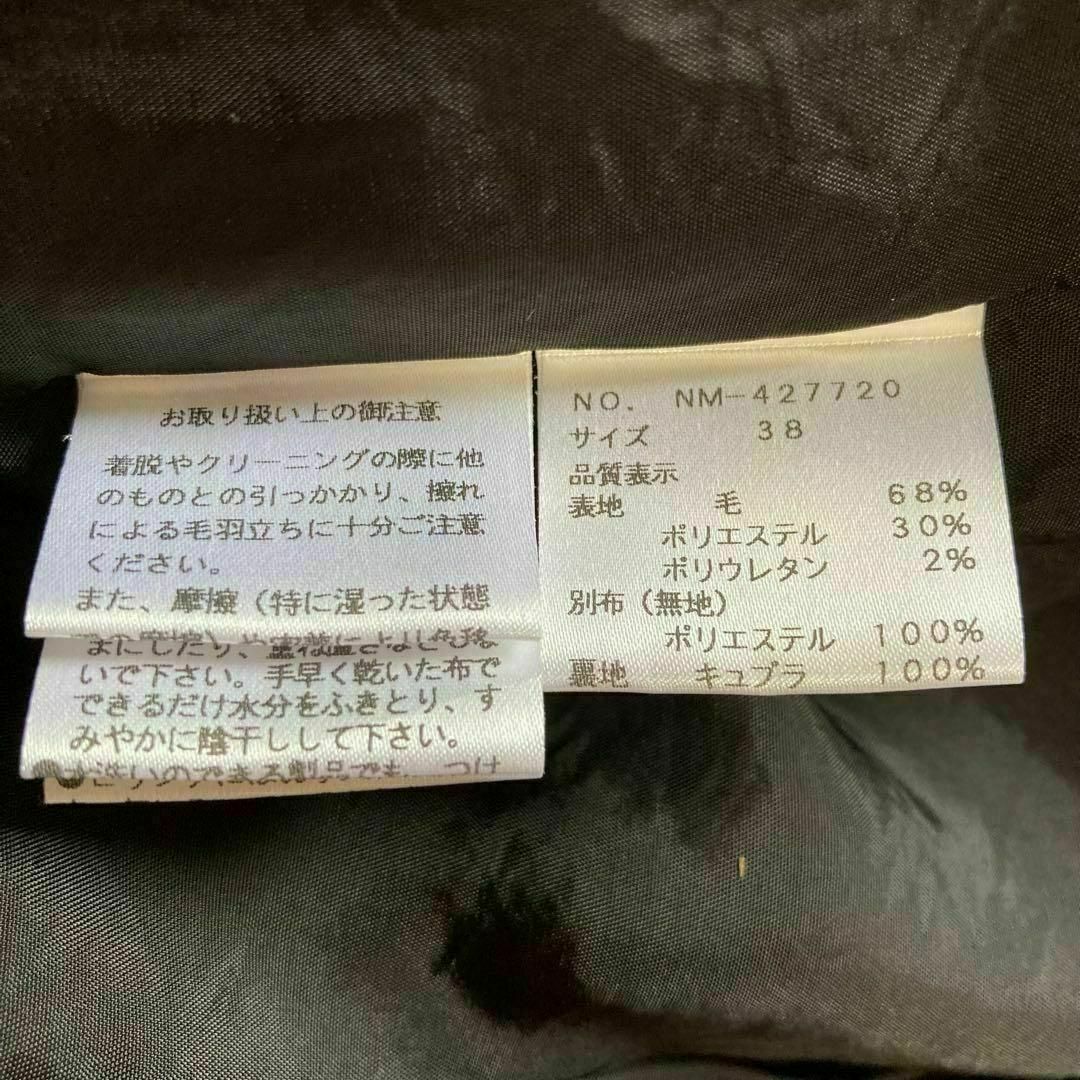 お取り扱い上の御注意
着脱やクリーニングの際に他
のものとの引っかかり、擦れ
による毛羽立ちに十分ご注意
ください。
また、摩擦（特に湿った状態
いで下さい。手早く乾いた布で
できるだけ水分をふきとり、す
みやかに陰干しして下さい。
NO. NM-427720
サイズ 38
品質表示
表地 毛 68%
ポリエステル 30%
ポリウレタン 2%
別布（無地）
ポリエステル 100%
裏地 キュプラ 100%